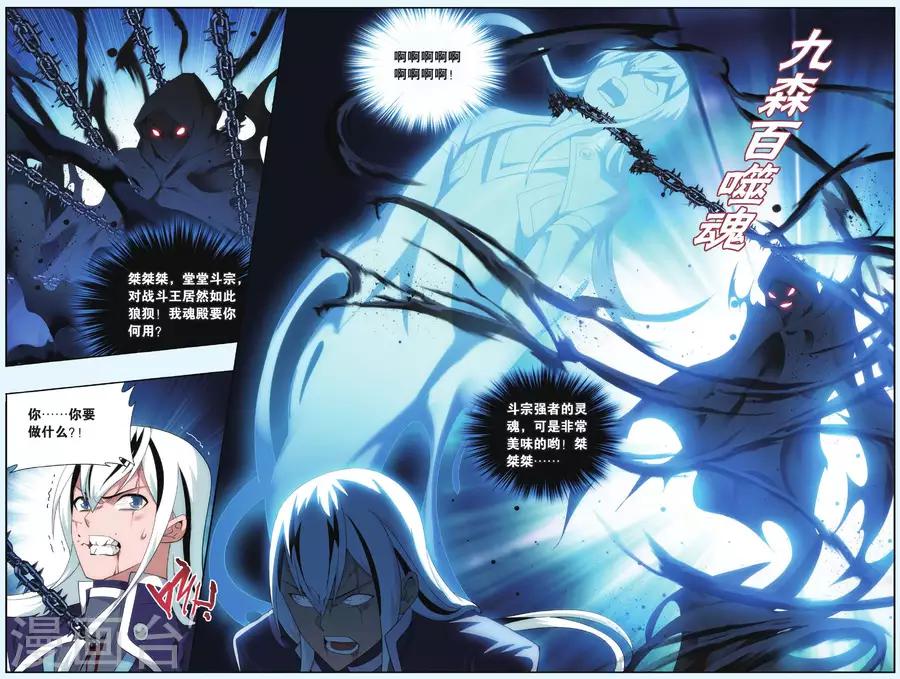 桀桀桀，堂堂斗宗，
对战斗王居然如此
狼狈！我魂殿要你
何用？
你……你要
做什么？！
啊啊啊啊啊
啊啊啊啊！
九森百噬魂
斗宗强者的灵
魂，可是非常
美味的哟！桀
桀桀……
漫画台